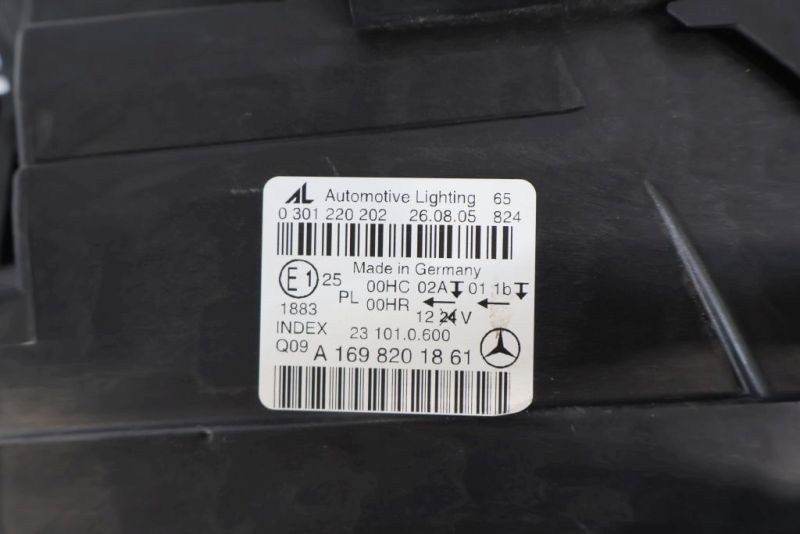 AL Automotive Lighting 65
0 301 220 202 26.08.05 824
Made in Germany
E1 25 00HC 02A 01 1b
PL 00HR
1883 12 24 V
INDEX 23 101.0.600
Q09 A 169 820 18 61